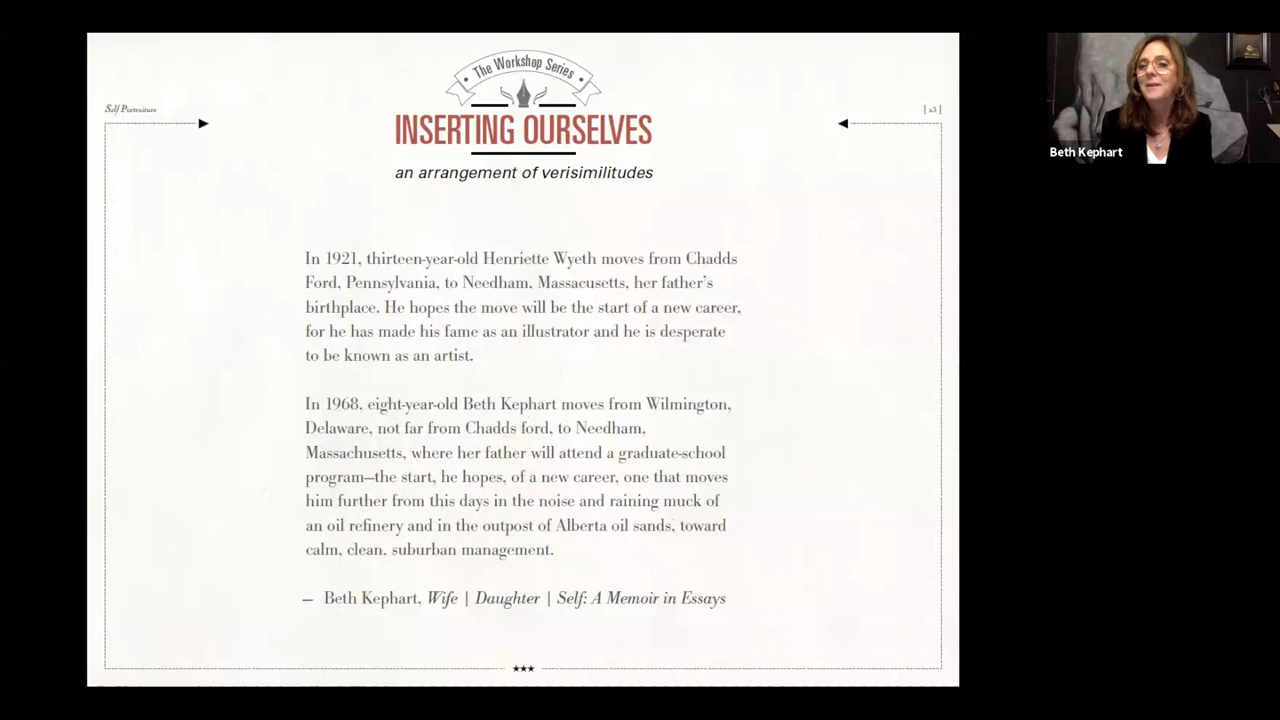 The Workshop Series
Self Portraiture
INSERTING OURSELVES
an arrangement of verisimilitudes
In 1921, thirteen-year-old Henriette Wyeth moves from Chadds
Ford, Pennsylvania, to Needham, Massacusetts, her father's
birthplace. He hopes the move will be the start of a new career,
for he has made his fame as an illustrator and he is desperate
to be known as an artist.
In 1968, eight-year-old Beth Kephart moves from Wilmington,
Delaware, not far from Chadds ford, to Needham,
Massachusetts, where her father will attend a graduate-school
program—the start, he hopes, of a new career, one that moves
him further from this days in the noise and raining muck of
an oil refinery and in the outpost of Alberta oil sands, toward
calm, clean, suburban management.
— Beth Kephart, Wife | Daughter | Self: A Memoir in Essays
Beth Kephart